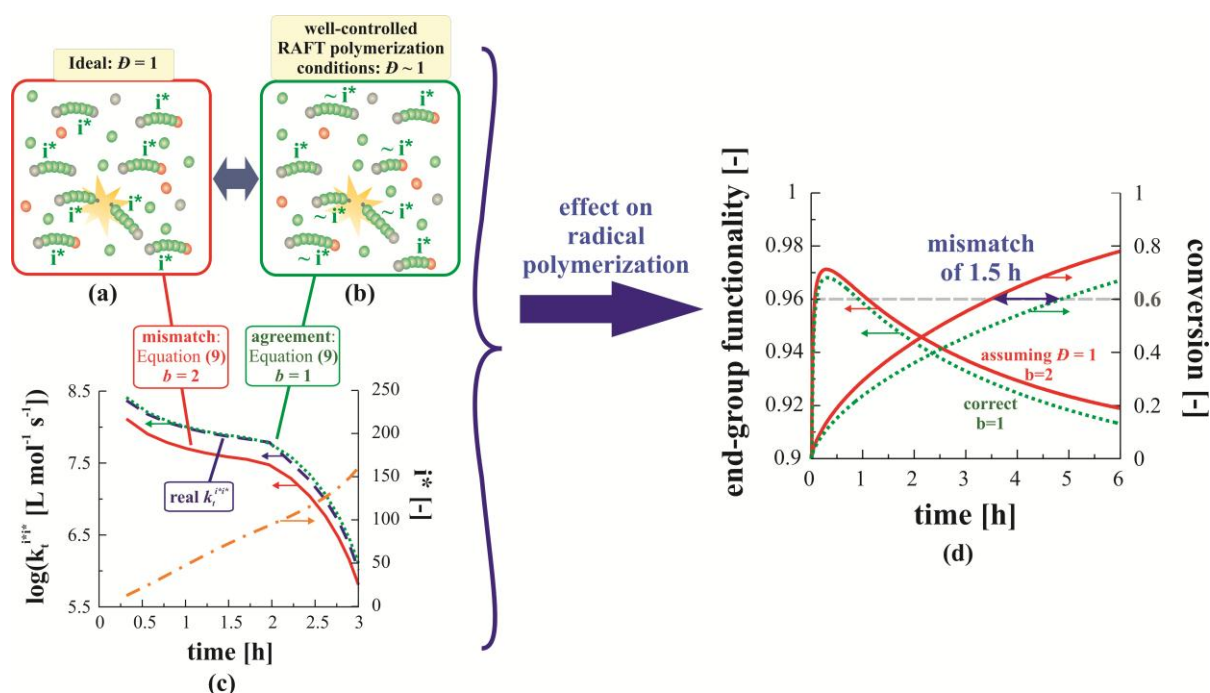 Ideal: Đ = 1
well-controlled
RAFT polymerization
conditions: Đ ~ 1
i*
i*
i*
i*
i*
i*
i*
i*
i*
~ i*
i*
i*
~ i*
~ i*
~ i*
~ i*
~ i*
i*
(a)
(b)
mismatch:
Equation (9)
b = 2
agreement:
Equation (9)
b = 1
log(kₜ^i*i* [L mol⁻¹ s⁻¹])
8.5
7.5
6.5
5.5
real kₜ^i*i*
250
200
150
100
50
0
i* [-]
0
0.5
1
1.5
2
2.5
3
time [h]
(c)
effect on
radical
polymerization
end-group functionality [-]
1
0.98
0.96
0.94
0.92
0.9
mismatch
of 1.5 h
assuming Đ = 1
b=2
correct
b=1
1
0.8
0.6
0.4
0.2
0
conversion [-]
0
1
2
3
4
5
6
time [h]
(d)